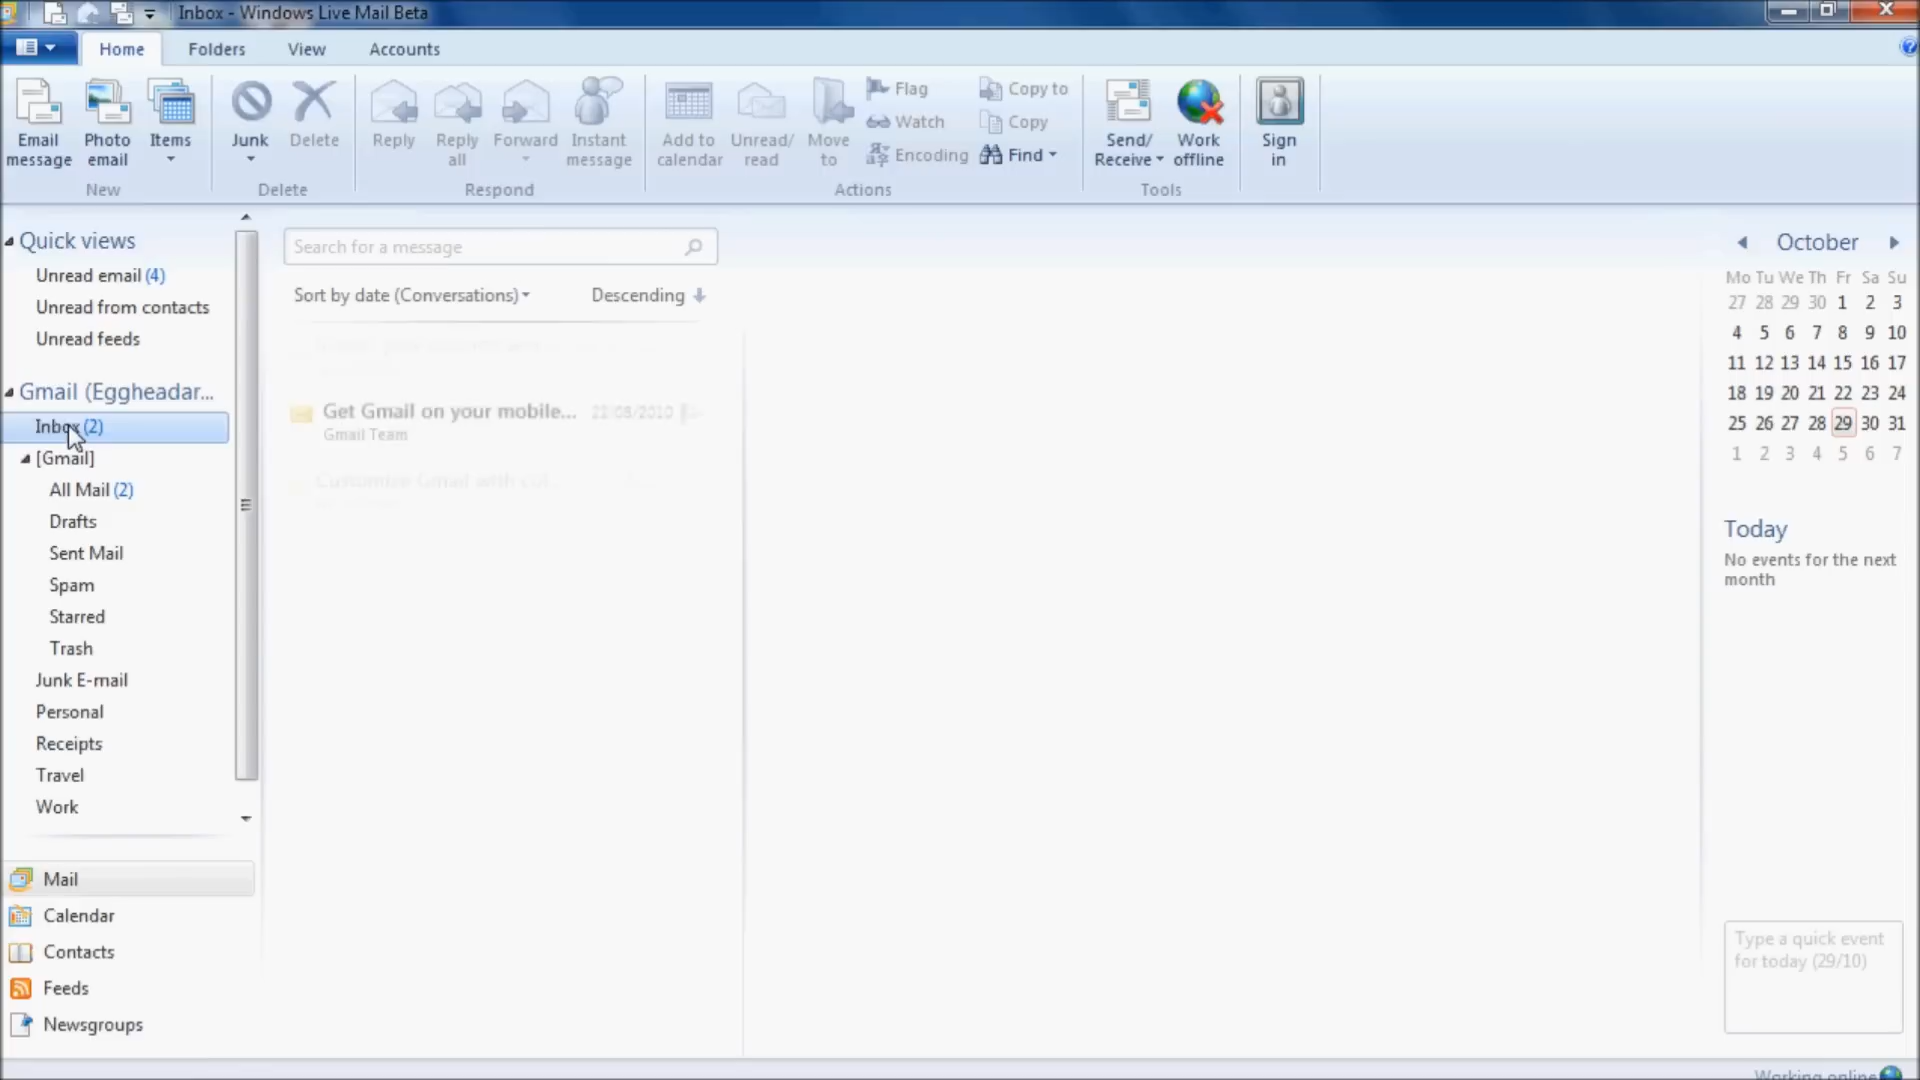 Inbox - Windows Live Mail Beta
Home Folders View Accounts
Email message
Photo email
Items
New
Junk
Delete
Delete
Reply
Reply all
Forward
Instant message
Respond
Add to calendar
Unread/ read
Move to
Flag
Watch
Encoding
Copy to
Copy
Find
Actions
Send/ Receive
Work offline
Tools
Sign in
Quick views
Unread email (4)
Unread from contacts
Unread feeds
Gmail (Eggheadar...
Inbox (2)
[Gmail]
All Mail (2)
Drafts
Sent Mail
Spam
Starred
Trash
Junk E-mail
Personal
Receipts
Travel
Work
Mail
Calendar
Contacts
Feeds
Newsgroups
Search for a message
Sort by date (Conversations) Descending
Get Gmail on your mobile...
Gmail Team
Customize Gmail with col...
October
Mo Tu We Th Fr Sa Su
27 28 29 30 1 2 3
4 5 6 7 8 9 10
11 12 13 14 15 16 17
18 19 20 21 22 23 24
25 26 27 28 29 30 31
1 2 3 4 5 6 7
Today
No events for the next
month
Type a quick event
for today (29/10)
Working online